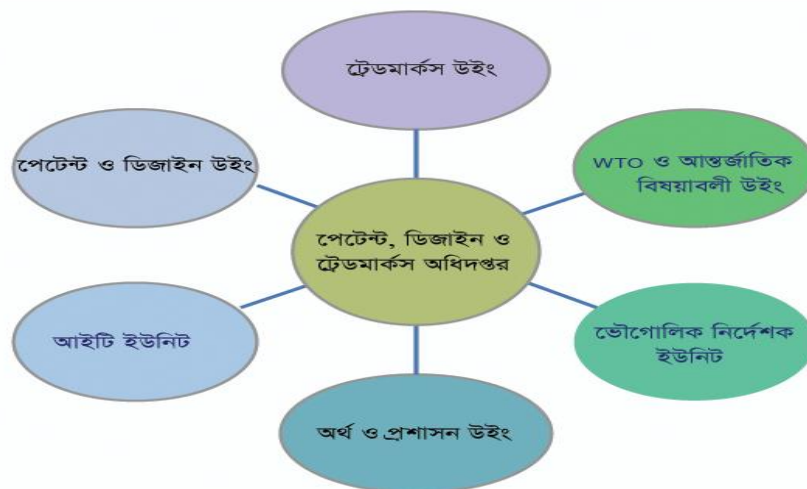 ট্রেডমার্কস উইং
পেটেন্ট ও ডিজাইন উইং
WTO ও আন্তর্জাতিক
বিষয়াবলী উইং
পেটেন্ট, ডিজাইন ও
ট্রেডমার্কস অধিদপ্তর
আইটি ইউনিট
ভৌগোলিক নির্দেশক
ইউনিট
অর্থ ও প্রশাসন উইং